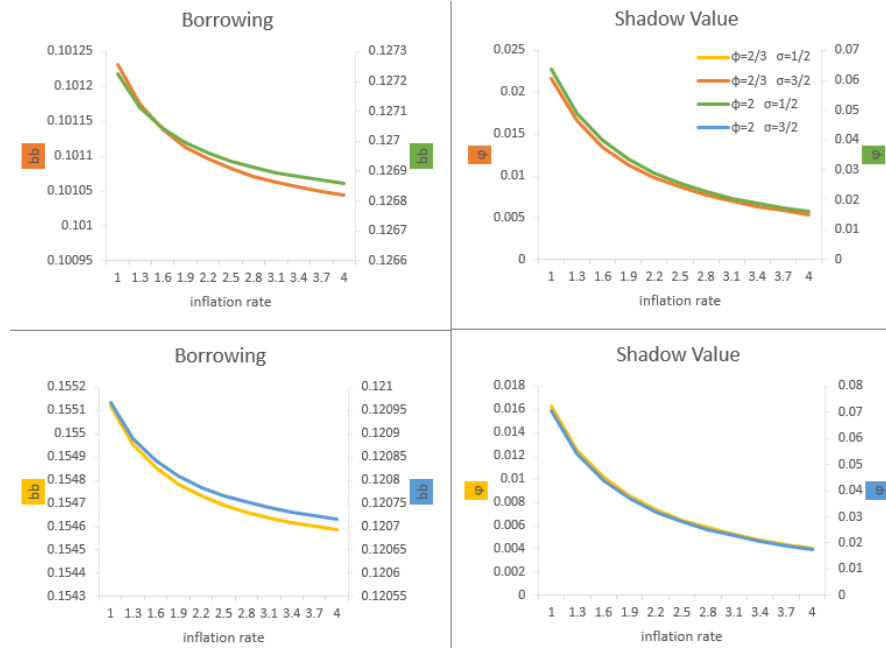 Borrowing
0.10125
0.1012
0.10115
0.1011
0.10105
0.101
0.10095
bb
0.1273
0.1272
0.1271
0.127
0.1269
0.1268
0.1267
0.1266
bb
1 1.3 1.6 1.9 2.2 2.5 2.8 3.1 3.4 3.7 4
inflation rate
Shadow Value
0.025
0.02
0.015
0.01
0.005
0
φ
0.07
0.06
0.05
0.04
0.03
0.02
0.01
0
φ
ϕ=2/3 σ=1/2
ϕ=2/3 σ=3/2
ϕ=2 σ=1/2
ϕ=2 σ=3/2
1 1.3 1.6 1.9 2.2 2.5 2.8 3.1 3.4 3.7 4
inflation rate
Borrowing
0.1552
0.1551
0.155
0.1549
0.1548
0.1547
0.1546
0.1545
0.1544
0.1543
bb
0.121
0.12095
0.1209
0.12085
0.1208
0.12075
0.1207
0.12065
0.1206
0.12055
bb
1 1.3 1.6 1.9 2.2 2.5 2.8 3.1 3.4 3.7 4
inflation rate
Shadow Value
0.018
0.016
0.014
0.012
0.01
0.008
0.006
0.004
0.002
0
φ
0.08
0.07
0.06
0.05
0.04
0.03
0.02
0.01
0
φ
1 1.3 1.6 1.9 2.2 2.5 2.8 3.1 3.4 3.7 4
inflation rate